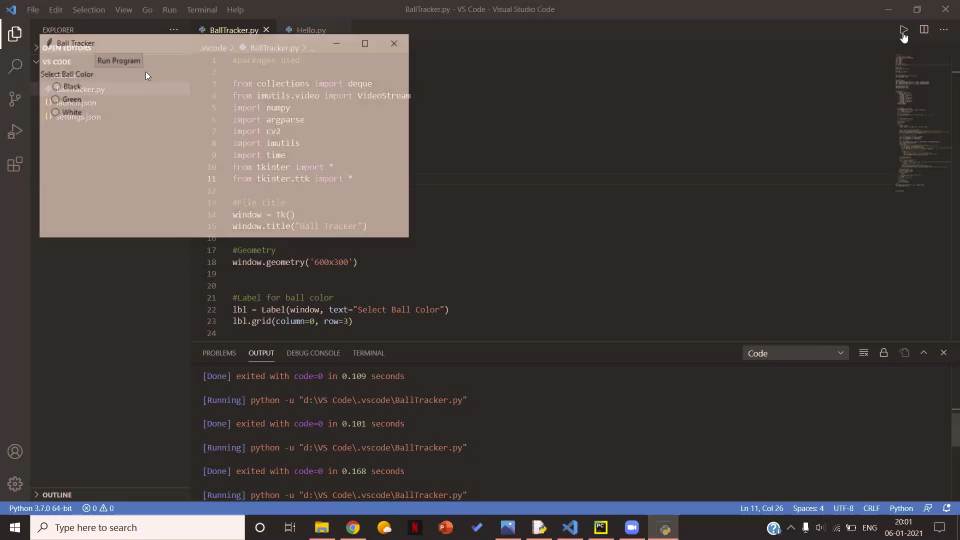 File Edit Selection View Go Run Terminal Help
BallTracker.py - VS Code - Visual Studio Code
EXPLORER
OPEN EDITORS
VS CODE
settings.json
OUTLINE
Ball Tracker
Run Program
Select Ball Color
Black
Green
White
BallTracker.py
Hello.py
.vscode > BallTracker.py > ...
1 #packages used
2
3 from collections import deque
4 from imutils.video import VideoStream
5 import numpy
6 import argparse
7 import cv2
8 import imutils
9 import time
10 from tkinter import *
11 from tkinter.ttk import *
12
13 #File title
14 window = Tk()
15 window.title("Ball Tracker")
16
17 #Geometry
18 window.geometry('600x300')
19
20
21 #Label for ball color
22 lbl = Label(window, text="Select Ball Color")
23 lbl.grid(column=0, row=3)
24
PROBLEMS OUTPUT DEBUG CONSOLE TERMINAL
Code
[Done] exited with code=0 in 0.109 seconds
[Running] python -u "d:\VS Code\.vscode\BallTracker.py"
[Done] exited with code=0 in 0.101 seconds
[Running] python -u "d:\VS Code\.vscode\BallTracker.py"
[Done] exited with code=0 in 0.168 seconds
[Running] python -u "d:\VS Code\.vscode\BallTracker.py"
Python 3.7.0 64-bit 0 0
Ln 11, Col 26 Spaces: 4 UTF-8 CRLF Python
Type here to search
ENG
20:01
06-01-2021